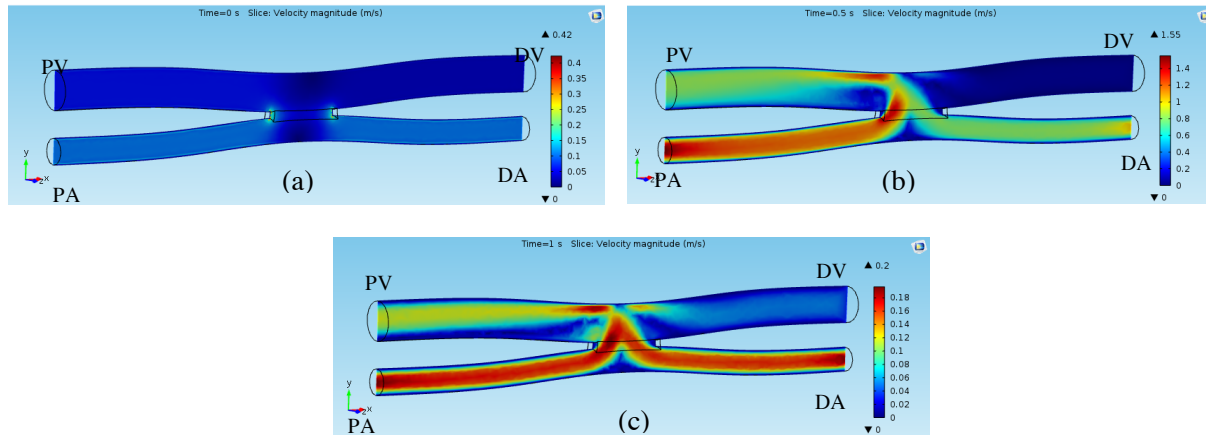 Time=0 s   Slice: Velocity magnitude (m/s)
▲ 0.42
PV
DV
0.4
0.35
0.3
0.25
0.2
0.15
0.1
0.05
0
▼ 0
y
z x
PA
(a)
DA
Time=0.5 s   Slice: Velocity magnitude (m/s)
▲ 1.55
PV
DV
1.4
1.2
1
0.8
0.6
0.4
0.2
0
▼ 0
y
z x
PA
(b)
DA
Time=1 s   Slice: Velocity magnitude (m/s)
▲ 0.2
PV
DV
0.18
0.16
0.14
0.12
0.1
0.08
0.06
0.04
0.02
0
▼ 0
y
z x
PA
(c)
DA